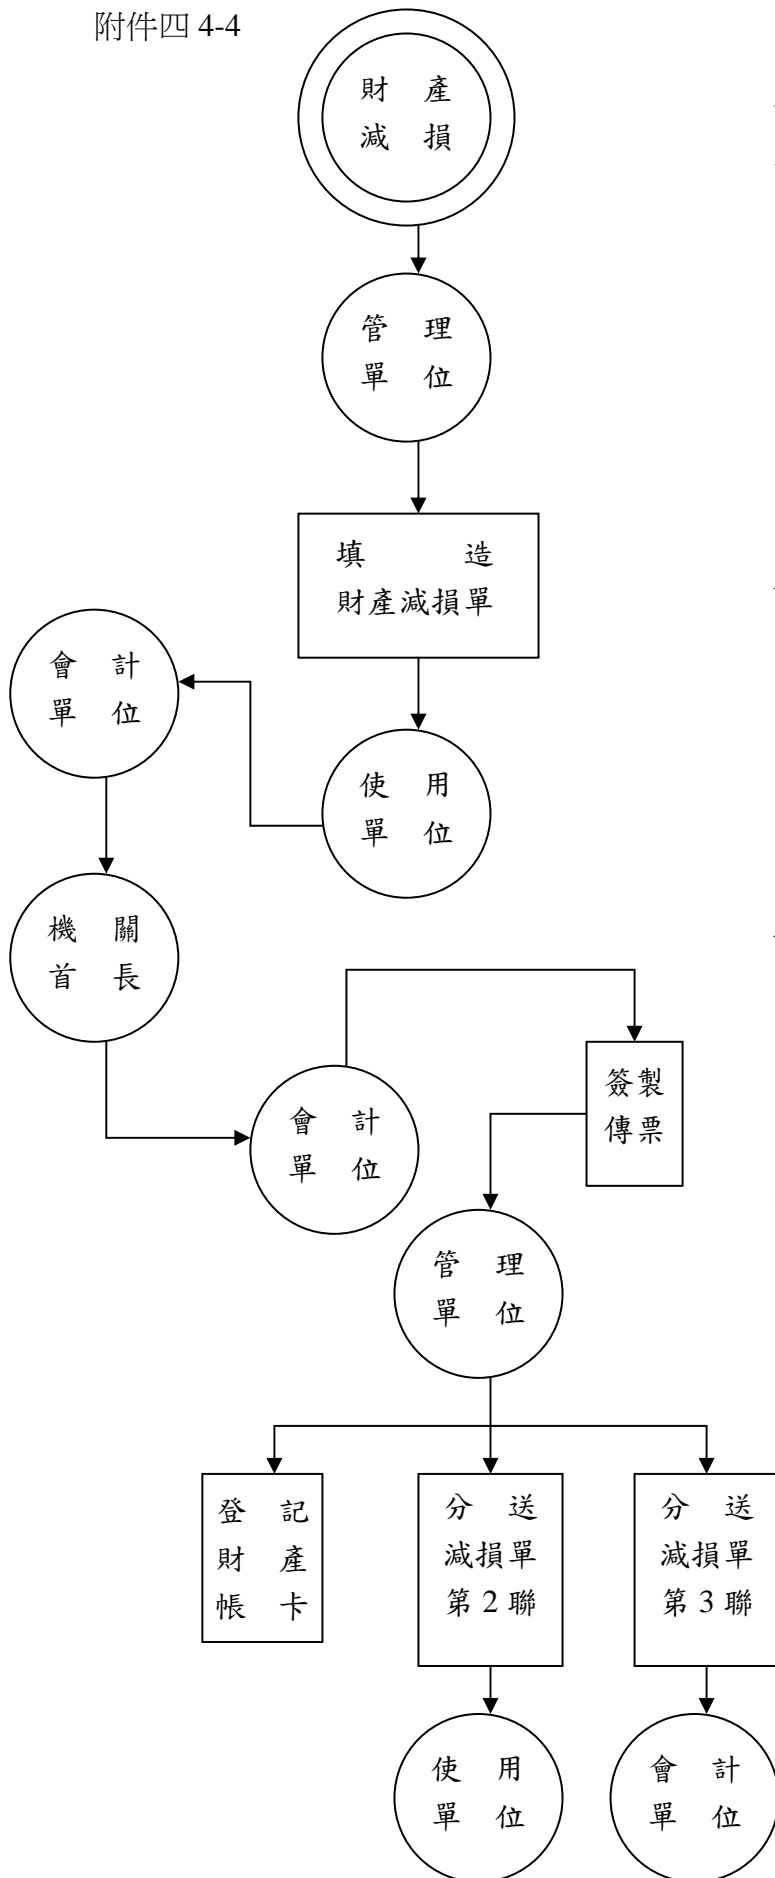 附件四 4-4
財產
減損
管理
單位
填造
財產減損單
使用
單位
會計
單位
機關
首長
會計
單位
簽製
傳票
管理
單位
登記
財產
帳卡
分送
減損單
第 2 聯
分送
減損單
第 3 聯
使用
單位
會計
單位